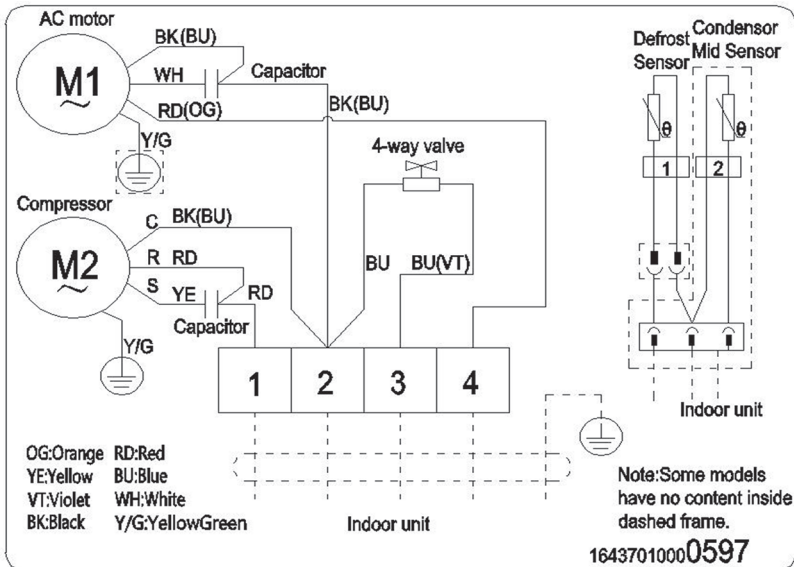 AC motor
M1
BK(BU)
WH
Capacitor
RD(OG)
BK(BU)
Y/G
4-way valve
Compressor
M2
C BK(BU)
R RD
S YE
RD
Capacitor
Y/G
BU
BU(VT)
1 2 3 4
Defrost
Sensor
Condensor
Mid Sensor
θ
θ
1
2
Indoor unit
OG:Orange RD:Red
YE:Yellow BU:Blue
VT:Violet WH:White
BK:Black Y/G:YellowGreen
Indoor unit
Note:Some models
have no content inside
dashed frame.
16437010000597